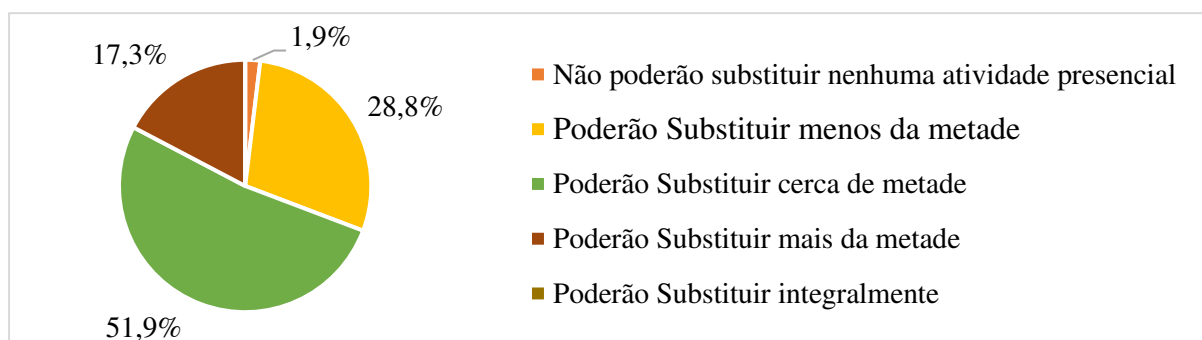 1,9%
17,3%
28,8%
51,9%
Não poderão substituir nenhuma atividade presencial
Poderão Substituir menos da metade
Poderão Substituir cerca de metade
Poderão Substituir mais da metade
Poderão Substituir integralmente